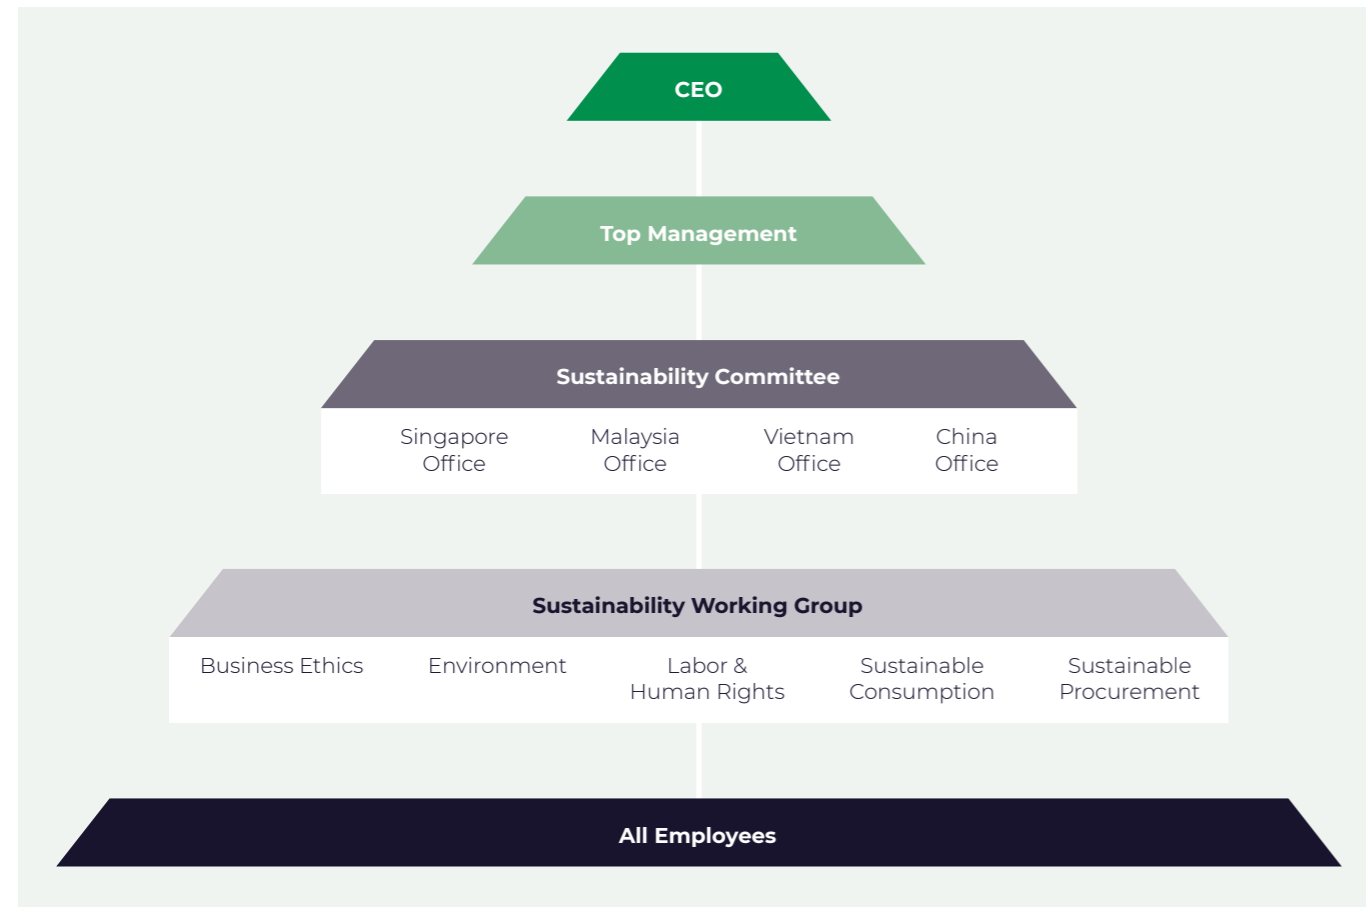 CEO
Top Management
Sustainability Committee
Singapore
Office
Malaysia
Office
Vietnam
Office
China
Office
Sustainability Working Group
Business Ethics
Environment
Labor &
Human Rights
Sustainable
Consumption
Sustainable
Procurement
All Employees